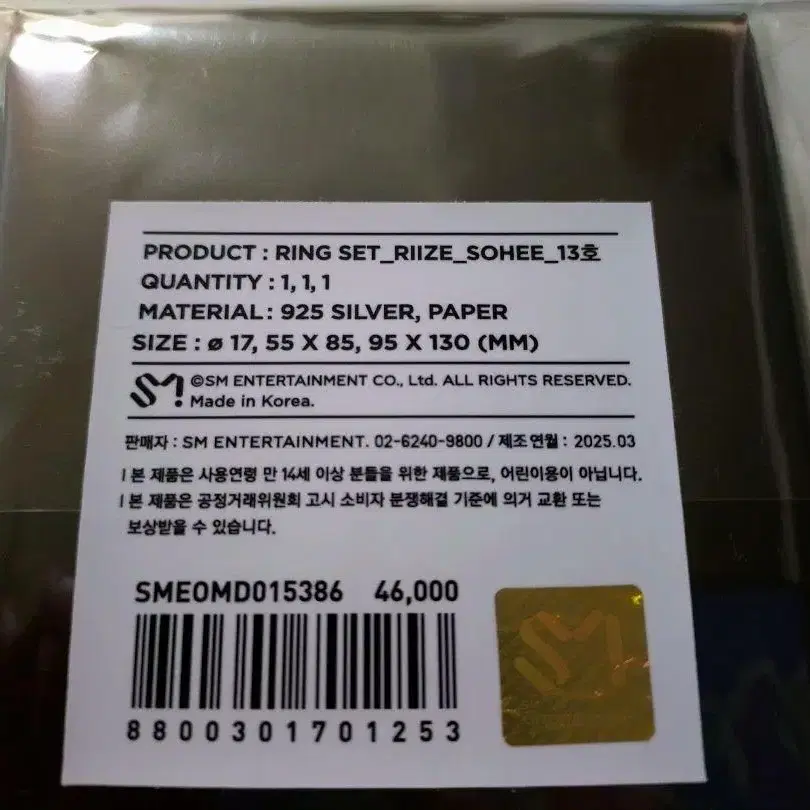 PRODUCT : RING SET_RIIZE_SOHEE_13호
QUANTITY : 1, 1, 1
MATERIAL : 925 SILVER, PAPER
SIZE : ø 17, 55 X 85, 95 X 130 (MM)
SM! ©SM ENTERTAINMENT CO., Ltd. ALL RIGHTS RESERVED.
Made in Korea.
판매자 : SM ENTERTAINMENT. 02-6240-9800 / 제조연월 : 2025.03
l 본 제품은 사용연령 만 14세 이상 분들을 위한 제품으로, 어린이용이 아닙니다.
l 본 제품은 공정거래위원회 고시 소비자 분쟁해결 기준에 의거 교환 또는
보상받을 수 있습니다.
SMEOMD015386 46,000
8800301701253
SM